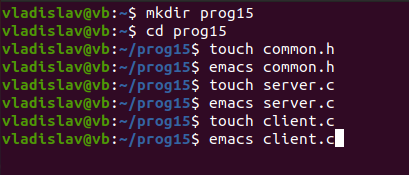 vladislav@vb:~$ mkdir prog15
vladislav@vb:~$ cd prog15
vladislav@vb:~/prog15$ touch common.h
vladislav@vb:~/prog15$ emacs common.h
vladislav@vb:~/prog15$ touch server.c
vladislav@vb:~/prog15$ emacs server.c
vladislav@vb:~/prog15$ touch client.c
vladislav@vb:~/prog15$ emacs client.c